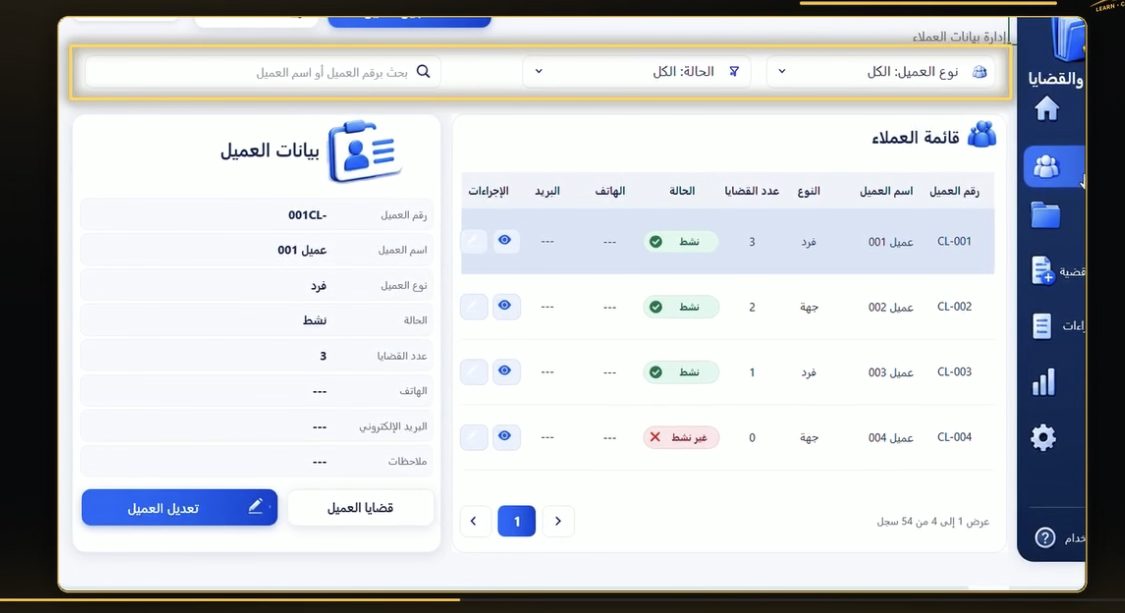 LEARN
إدارة بيانات العملاء
نوع العميل: الكل
الحالة: الكل
بحث برقم العميل أو اسم العميل
والقضايا
قائمة العملاء
رقم العميل اسم العميل النوع عدد القضايا الحالة الهاتف البريد الإجراءات
CL-001 عميل 001 فرد 3 نشط --- ---
CL-002 عميل 002 جهة 2 نشط --- ---
CL-003 عميل 003 فرد 1 نشط --- ---
CL-004 عميل 004 جهة 0 غير نشط --- ---
عرض 1 إلى 4 من 54 سجل
1
بيانات العميل
رقم العميل 001CL-
اسم العميل عميل 001
نوع العميل فرد
الحالة نشط
عدد القضايا 3
الهاتف ---
البريد الإلكتروني ---
ملاحظات ---
قضايا العميل
تعديل العميل